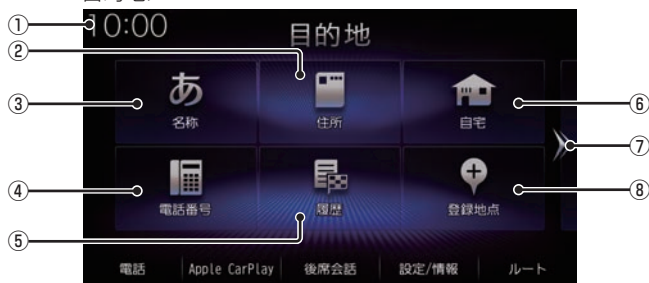 ①
10:00
目的地
②
③
あ
名称
住所
自宅
⑥
⑦
④
電話番号
履歴
登録地点
⑧
⑤
電話
Apple CarPlay
後席会話
設定/情報
ルート